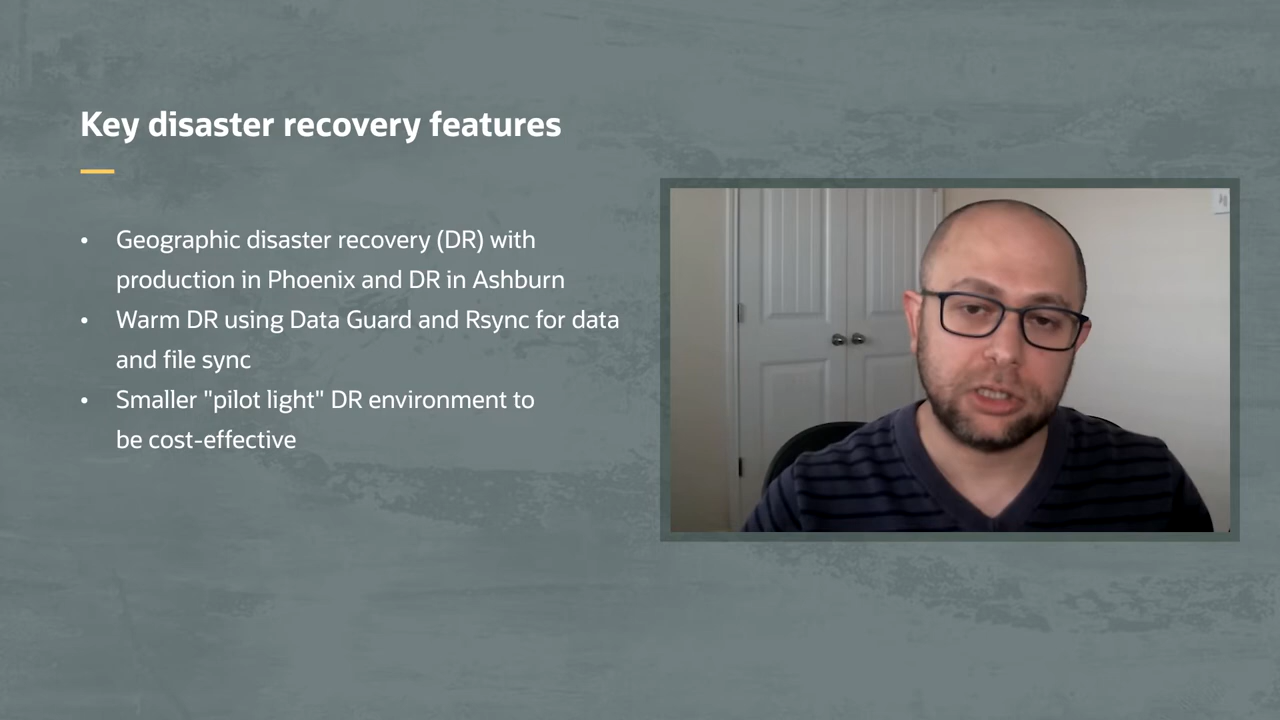 Key disaster recovery features
• Geographic disaster recovery (DR) with
production in Phoenix and DR in Ashburn
• Warm DR using Data Guard and Rsync for data
and file sync
• Smaller "pilot light" DR environment to
be cost-effective